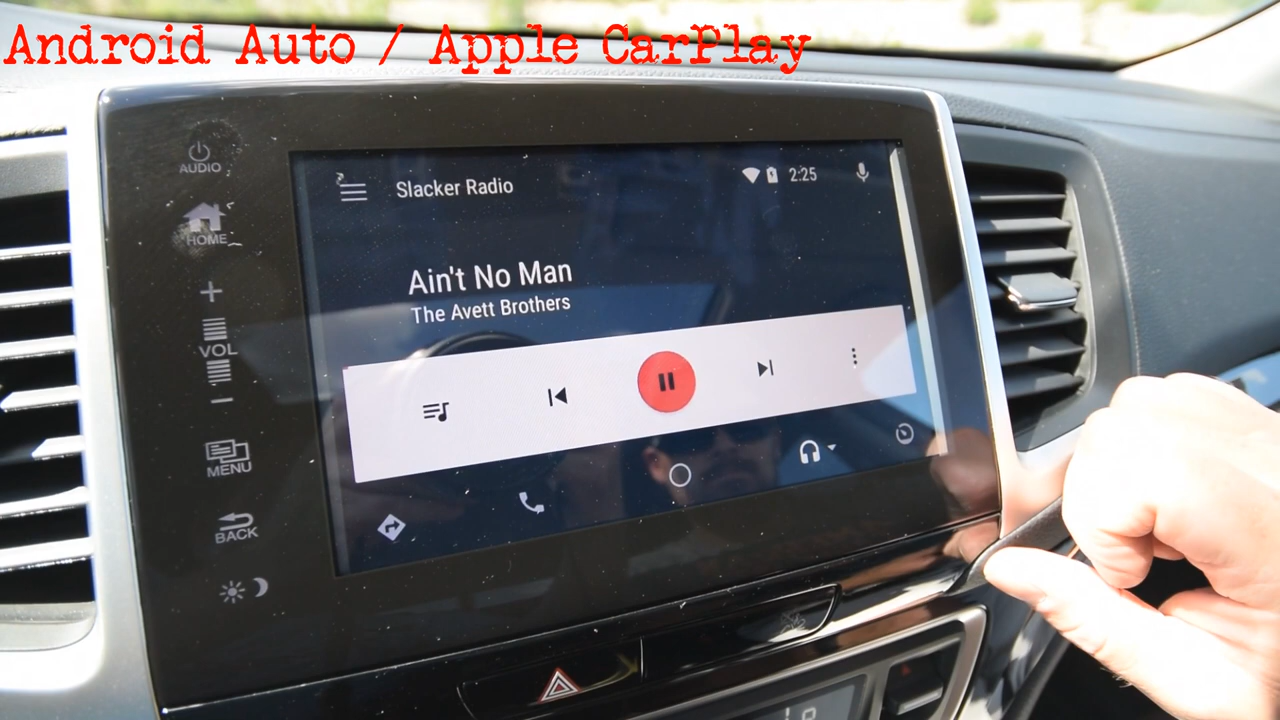 Android Auto / Apple CarPlay
AUDIO
HOME
VOL
MENU
BACK
Slacker Radio
2:25
Ain't No Man
The Avett Brothers